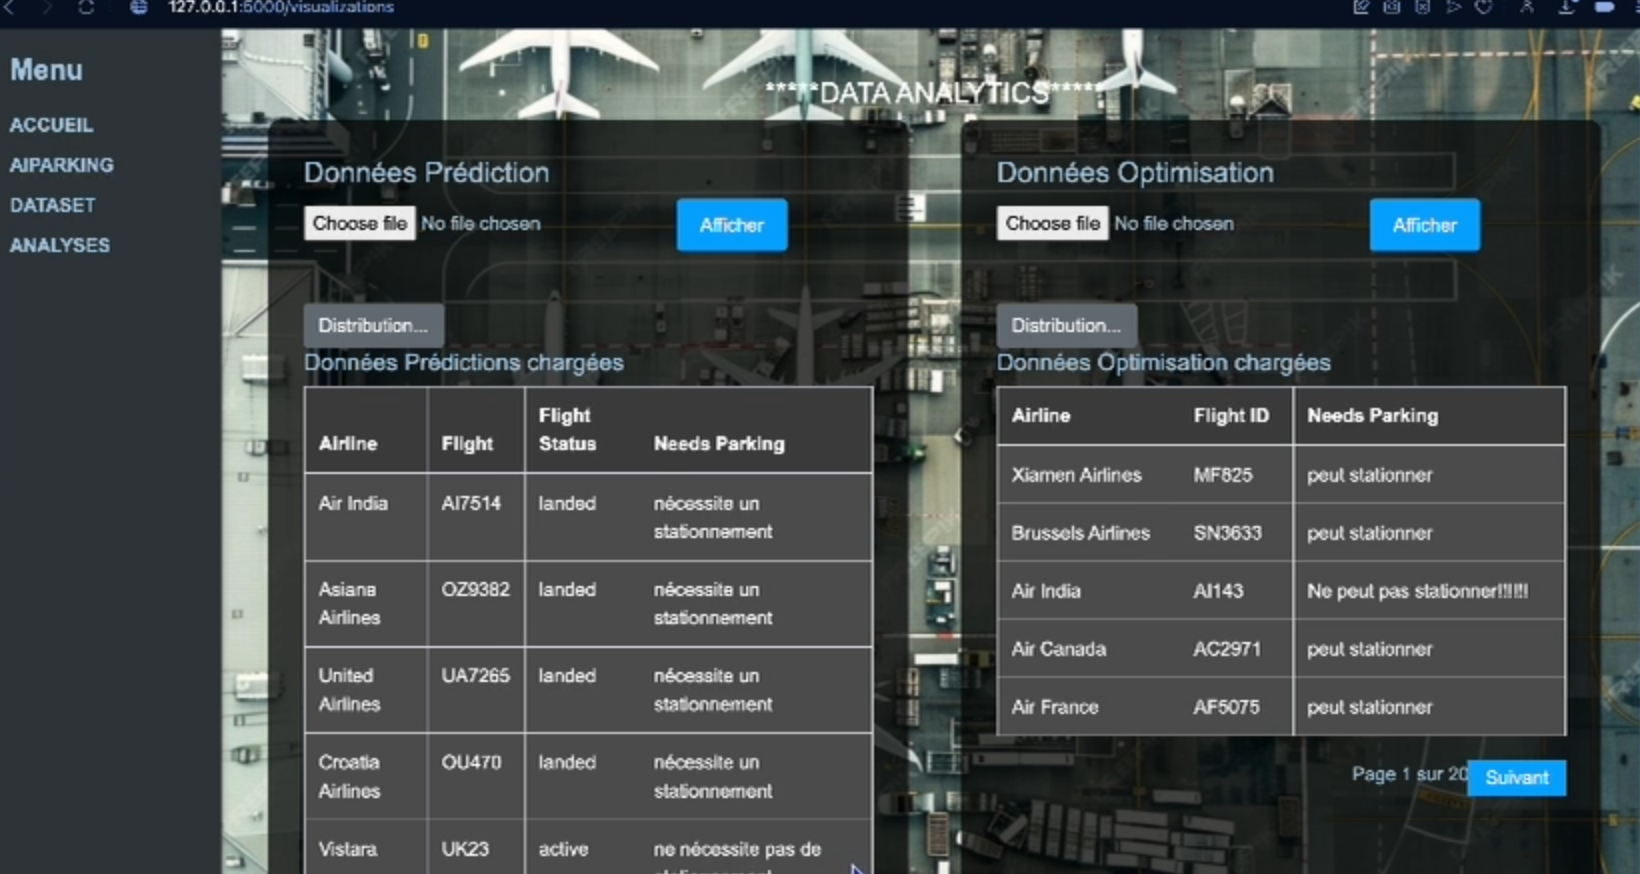 127.0.0.1:5000/visualizations
Menu
ACCUEIL
AIPARKING
DATASET
ANALYSES
*****DATA ANALYTICS*****
Données Prédiction
Choose file No file chosen
Afficher
Distribution...
Données Prédictions chargées
Airline Flight Flight Status Needs Parking
Air India AI7514 landed nécessite un
stationnement
Asiana OZ9382 landed nécessite un
Airlines stationnement
United UA7265 landed nécessite un
Airlines stationnement
Croatia OU470 landed nécessite un
Airlines stationnement
Vistara UK23 active ne nécessite pas de
Données Optimisation
Choose file No file chosen
Afficher
Distribution...
Données Optimisation chargées
Airline Flight ID Needs Parking
Xiamen Airlines MF825 peut stationner
Brussels Airlines SN3633 peut stationner
Air India AI143 Ne peut pas stationner!!!!!!
Air Canada AC2971 peut stationner
Air France AF5075 peut stationner
Page 1 sur 20
Suivant